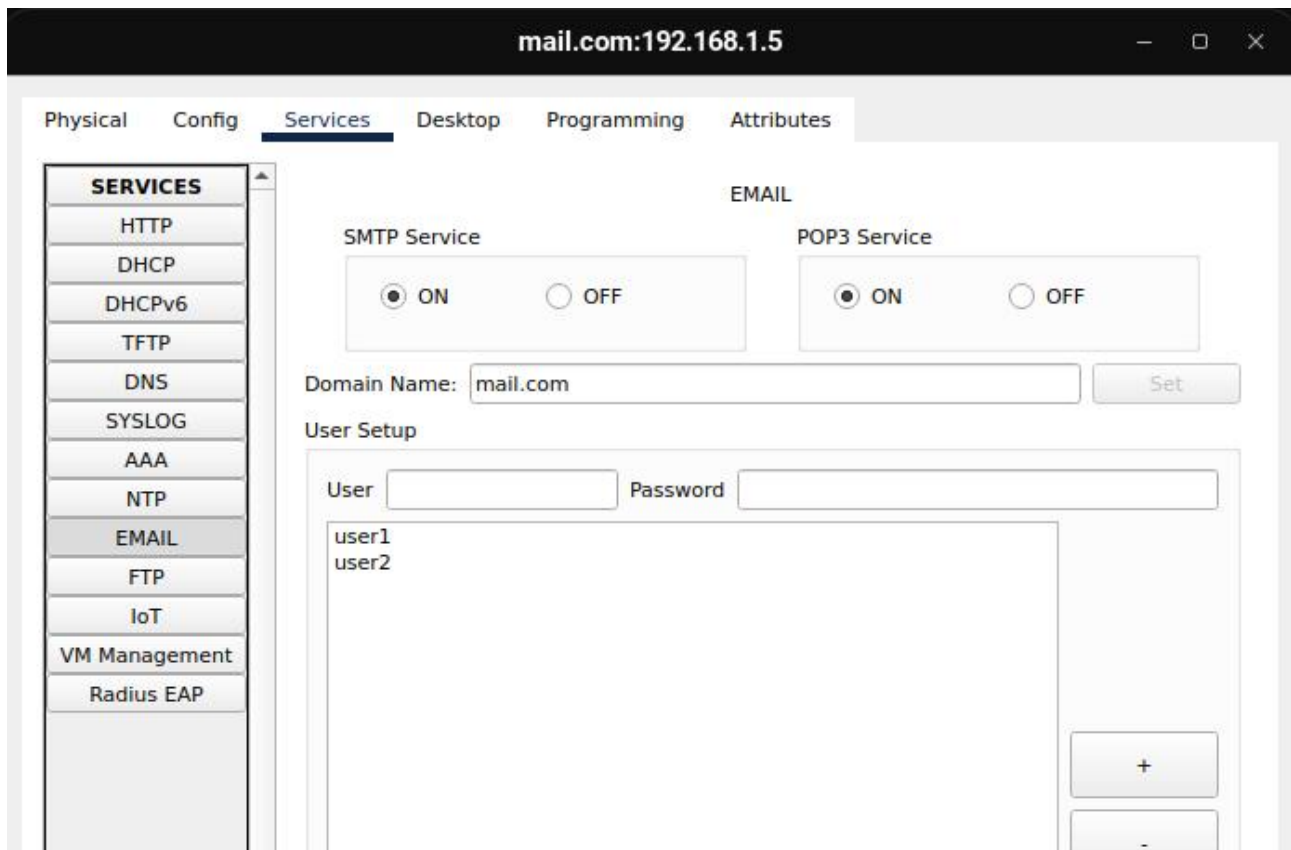 mail.com:192.168.1.5
Physical Config Services Desktop Programming Attributes
SERVICES
HTTP
DHCP
DHCPv6
TFTP
DNS
SYSLOG
AAA
NTP
EMAIL
FTP
IoT
VM Management
Radius EAP
EMAIL
SMTP Service POP3 Service
ON OFF ON OFF
Domain Name: mail.com Set
User Setup
User Password
user1
user2
+
-